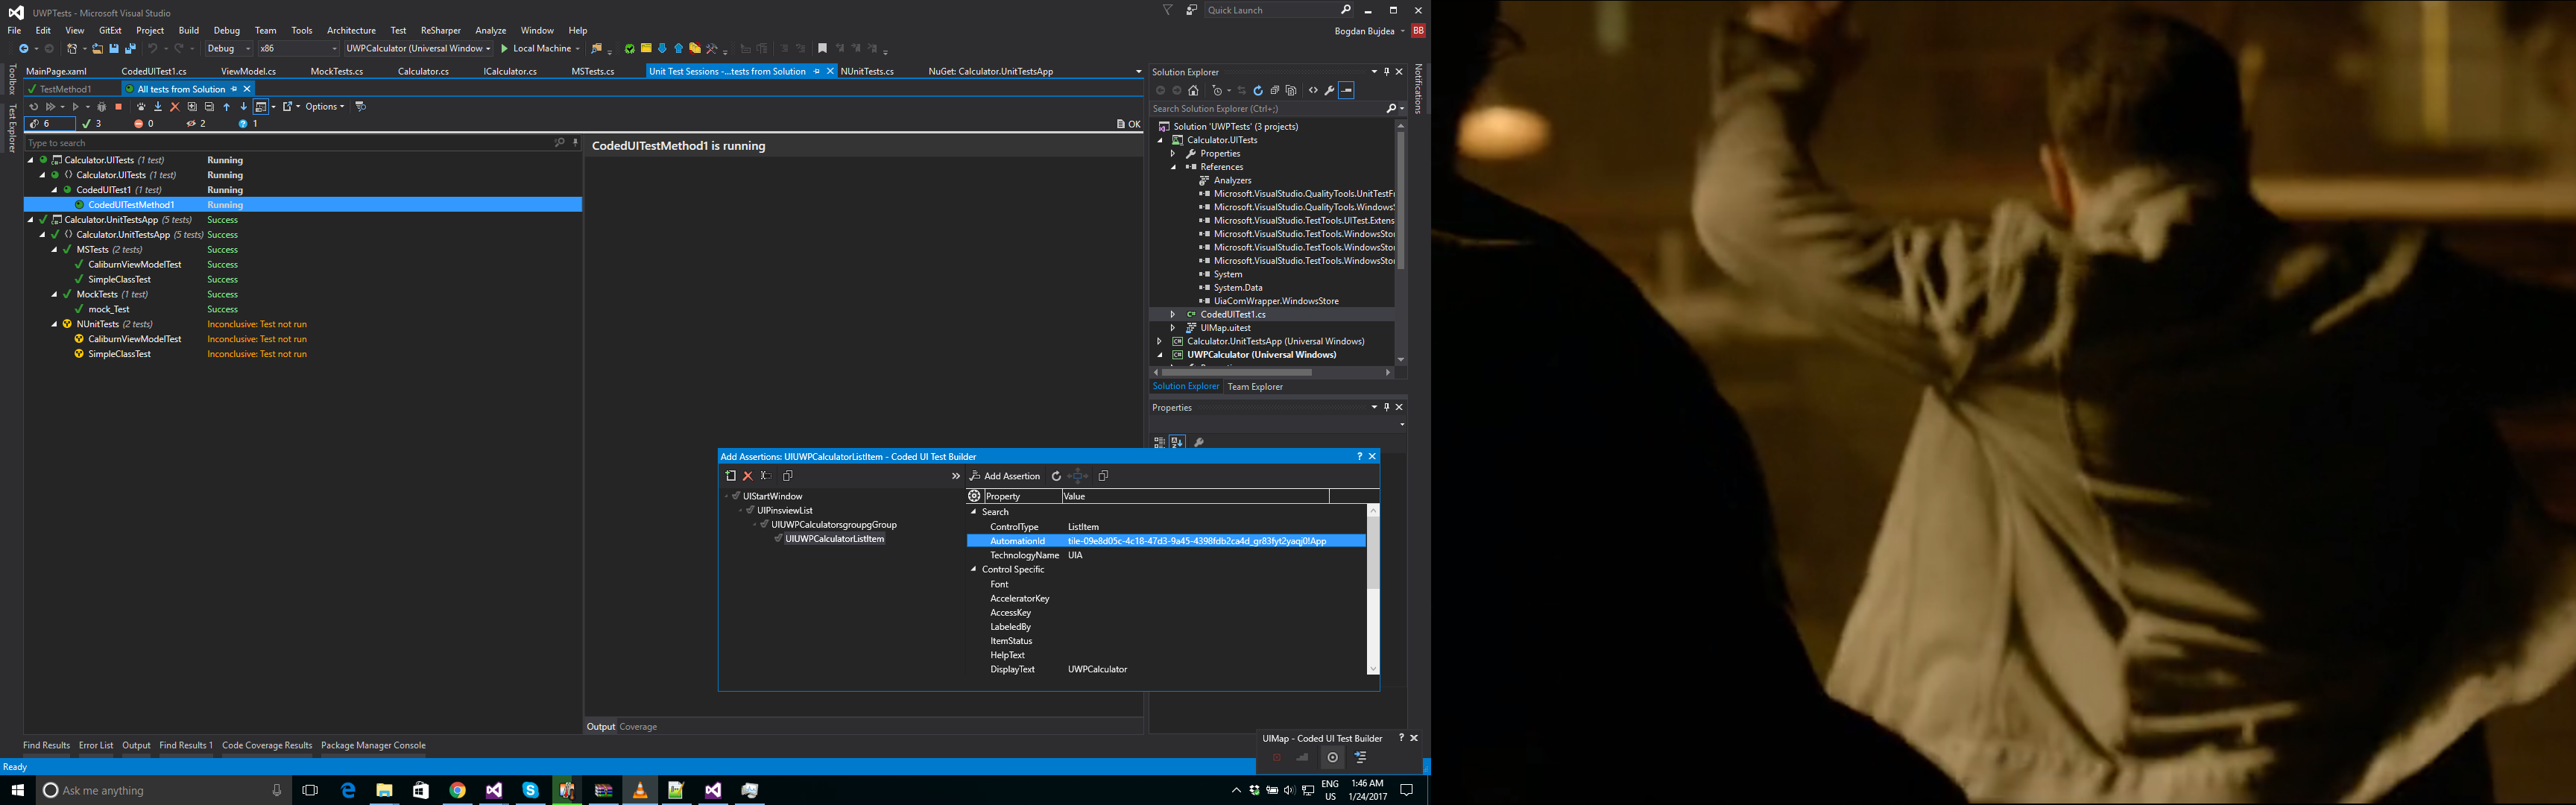 UWPTests - Microsoft Visual Studio
Quick Launch
File Edit View GitExt Project Build Debug Team Tools Test Architecture ReSharper Analyze Window Help
Bogdan Bujdea BB
Debug x86 UWPCalculator (Universal Window Local Machine
Toolbox
Test Explorer
MainPage.xaml CodedUITest1.cs ViewModel.cs MockTests.cs Calculator.cs ICalculator.cs MSTests.cs Unit Test Sessions -...tests from Solution NUnitTests.cs NuGet: Calculator.UnitTestsApp
TestMethod1 All tests from Solution
Options
6 3 0 2 1 OK
Type to search
Calculator.UITests (1 test) Running
Calculator.UITests (1 test) Running
CodedUITest1 (1 test) Running
CodedUITestMethod1 Running
Calculator.UnitTestsApp (5 tests) Success
Calculator.UnitTestsApp (5 tests) Success
MSTests (2 tests) Success
CaliburnViewModelTest Success
SimpleClassTest Success
MockTests (1 test) Success
mock_Test Success
NUnitTests (2 tests) Inconclusive: Test not run
CaliburnViewModelTest Inconclusive: Test not run
SimpleClassTest Inconclusive: Test not run
CodedUITestMethod1 is running
Output Coverage
Solution Explorer
Search Solution Explorer (Ctrl+;)
Solution 'UWPTests' (3 projects)
Calculator.UITests
Properties
References
Analyzers
Microsoft.VisualStudio.QualityTools.UnitTestFr
Microsoft.VisualStudio.QualityTools.WindowsS
Microsoft.VisualStudio.TestTools.UITest.Extens
Microsoft.VisualStudio.TestTools.WindowsStor
Microsoft.VisualStudio.TestTools.WindowsStor
Microsoft.VisualStudio.TestTools.WindowsStor
System
System.Data
UiaComWrapper.WindowsStore
CodedUITest1.cs
UIMap.uitest
Calculator.UnitTestsApp (Universal Windows)
UWPCalculator (Universal Windows)
Solution Explorer Team Explorer
Properties
Notifications
Add Assertions: UIUWPCalculatorListItem - Coded UI Test Builder
Add Assertion
UIStartWindow
UIPinsviewList
UIUWPCalculatorsgroupgGroup
UIUWPCalculatorListItem
Property Value
Search
ControlType ListItem
AutomationId tile-09e8d05c-4c18-47d3-9a45-4398fdb2ca4d_gr83fyt2yaqj0!App
TechnologyName UIA
Control Specific
Font
AcceleratorKey
AccessKey
LabeledBy
ItemStatus
HelpText
DisplayText UWPCalculator
UIMap - Coded UI Test Builder
Find Results Error List Output Find Results 1 Code Coverage Results Package Manager Console
Ready
Ask me anything
ENG
US
1:46 AM
1/24/2017